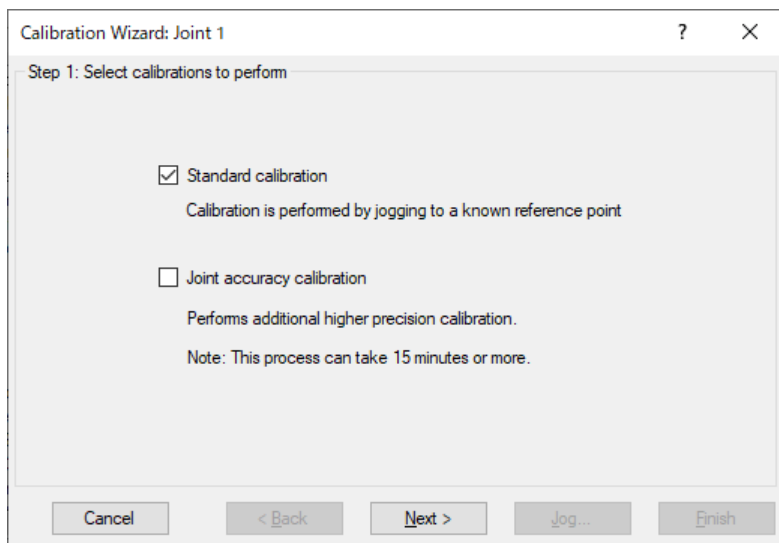 Calibration Wizard: Joint 1 ?
Step 1: Select calibrations to perform
Standard calibration
Calibration is performed by jogging to a known reference point
Joint accuracy calibration
Performs additional higher precision calibration.
Note: This process can take 15 minutes or more.
Cancel < Back Next > Jog... Finish